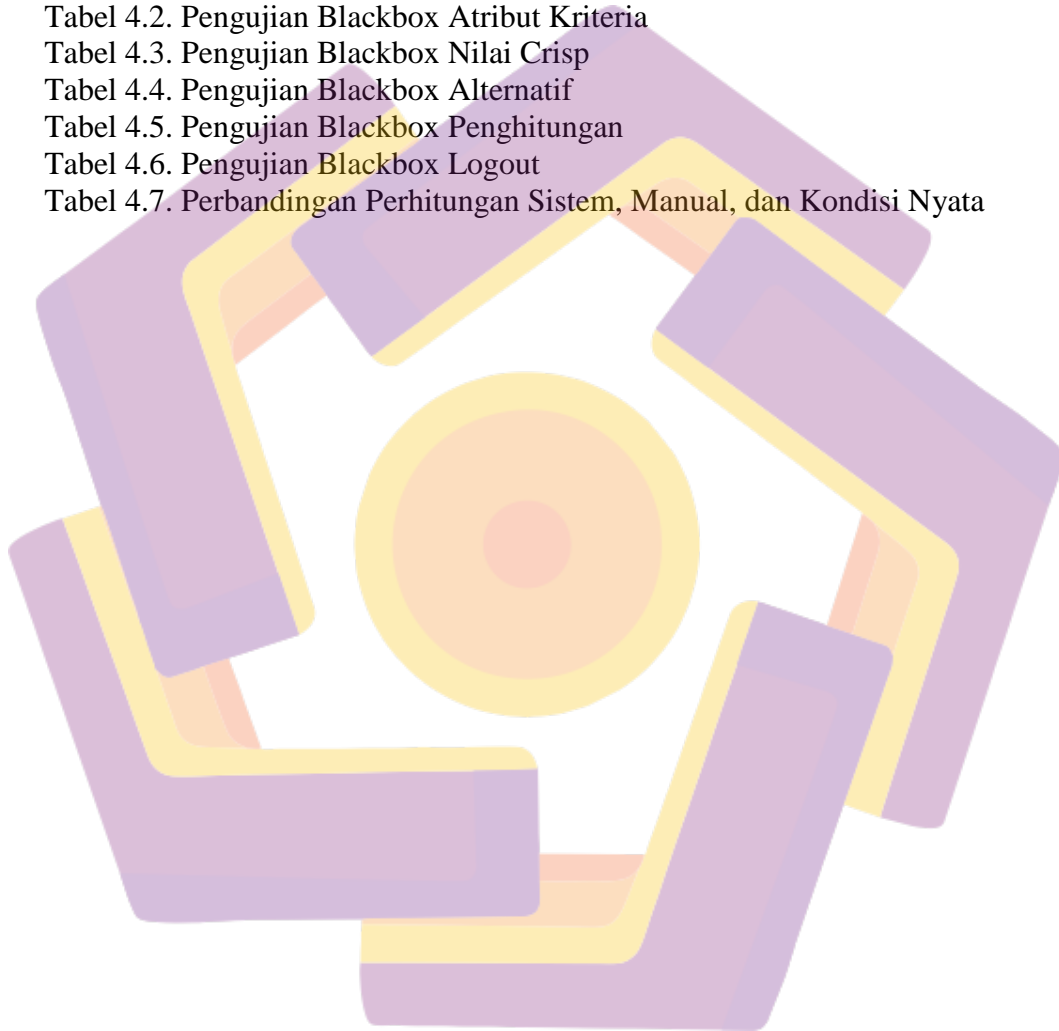 Tabel 4.2. Pengujian Blackbox Atribut Kriteria
Tabel 4.3. Pengujian Blackbox Nilai Crisp
Tabel 4.4. Pengujian Blackbox Alternatif
Tabel 4.5. Pengujian Blackbox Penghitungan
Tabel 4.6. Pengujian Blackbox Logout
Tabel 4.7. Perbandingan Perhitungan Sistem, Manual, dan Kondisi Nyata